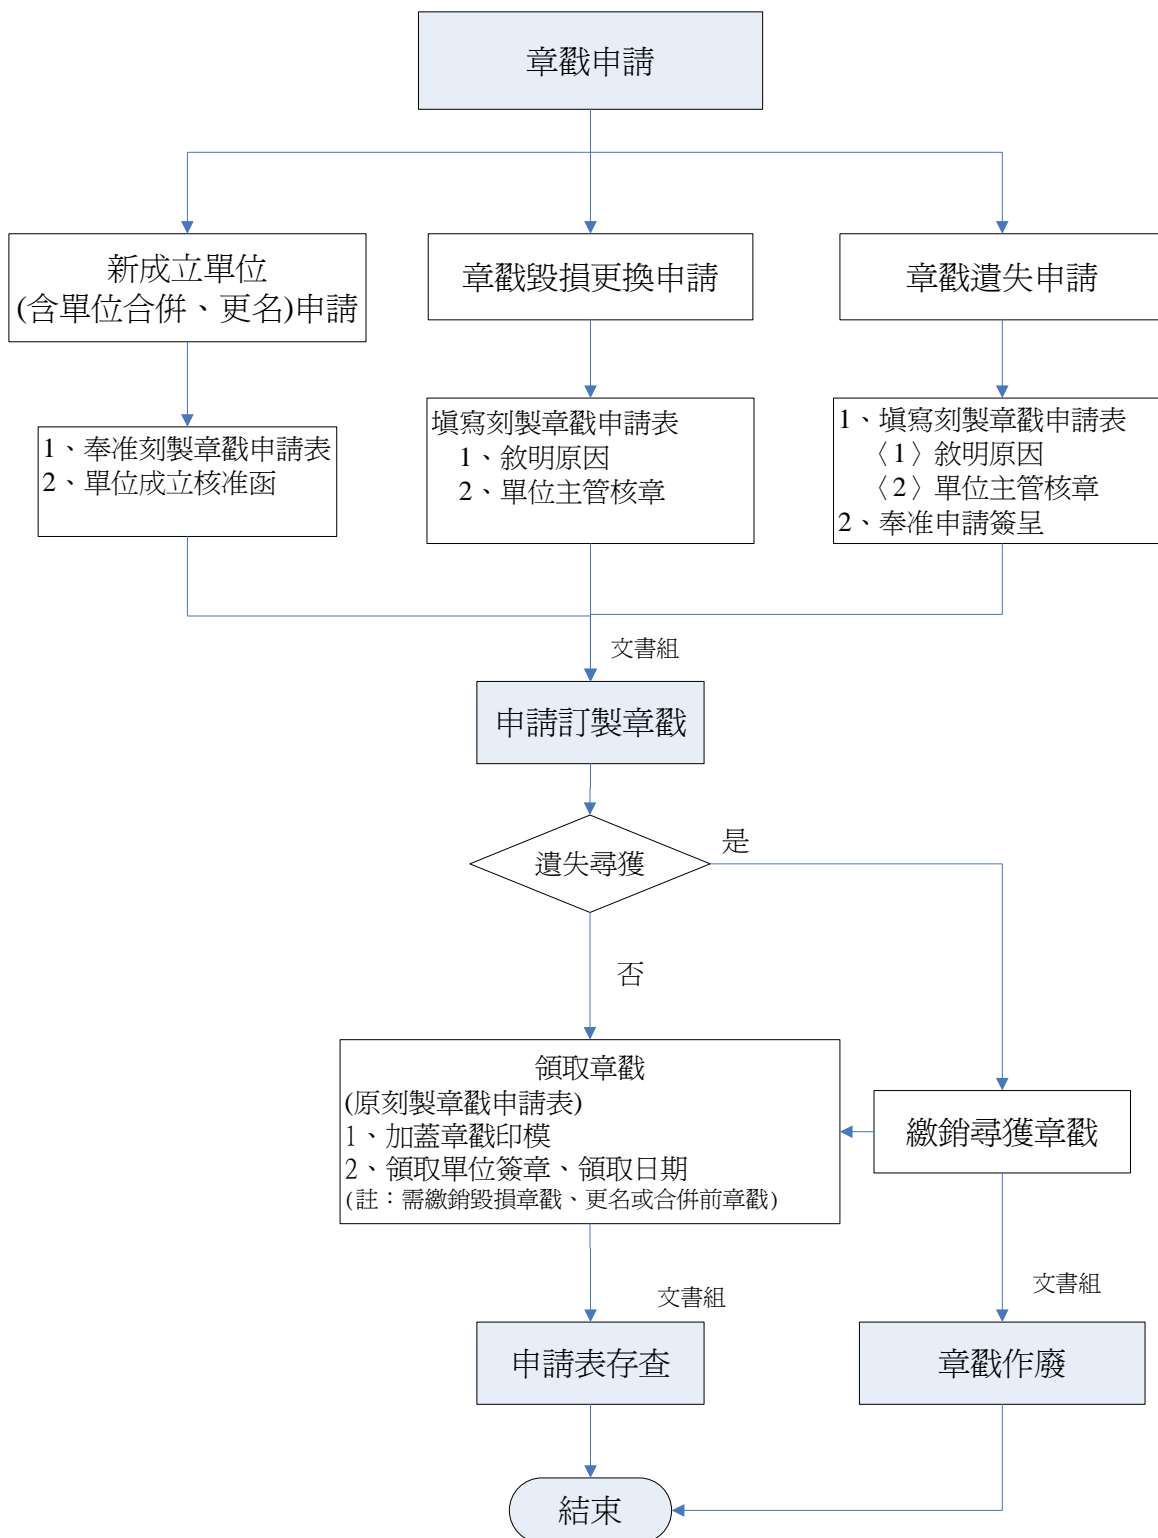 章戳申請
新成立單位
(含單位合併、更名)申請
章戳毀損更換申請
章戳遺失申請
1、奉准刻製章戳申請表
2、單位成立核准函
填寫刻製章戳申請表
1、敘明原因
2、單位主管核章
1、填寫刻製章戳申請表
〈1〉敘明原因
〈2〉單位主管核章
2、奉准申請簽呈
文書組
申請訂製章戳
遺失尋獲
是
否
領取章戳
(原刻製章戳申請表)
1、加蓋章戳印模
2、領取單位簽章、領取日期
(註：需繳銷毀損章戳、更名或合併前章戳)
繳銷尋獲章戳
文書組
文書組
申請表存查
章戳作廢
結束